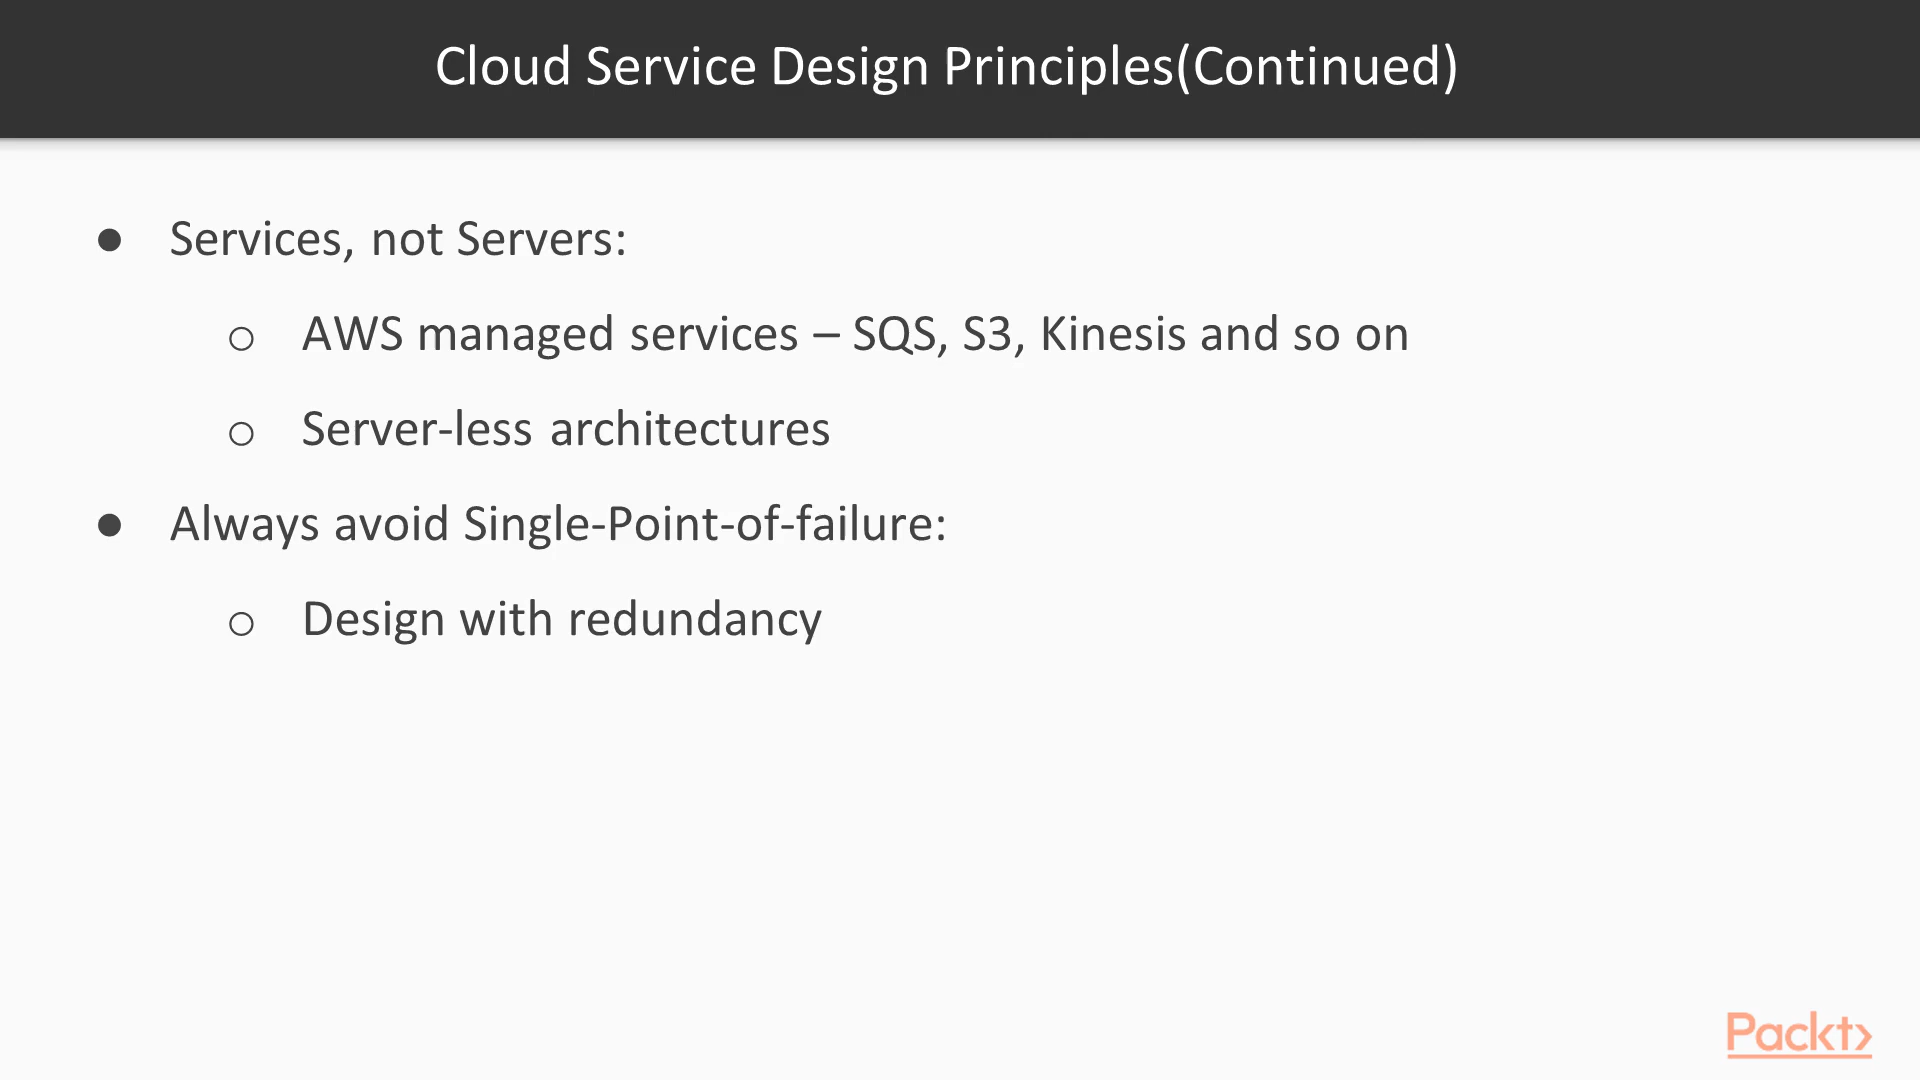 Cloud Service Design Principles(Continued)
● Services, not Servers:
○ AWS managed services – SQS, S3, Kinesis and so on
○ Server-less architectures
● Always avoid Single-Point-of-failure:
○ Design with redundancy
Packt>